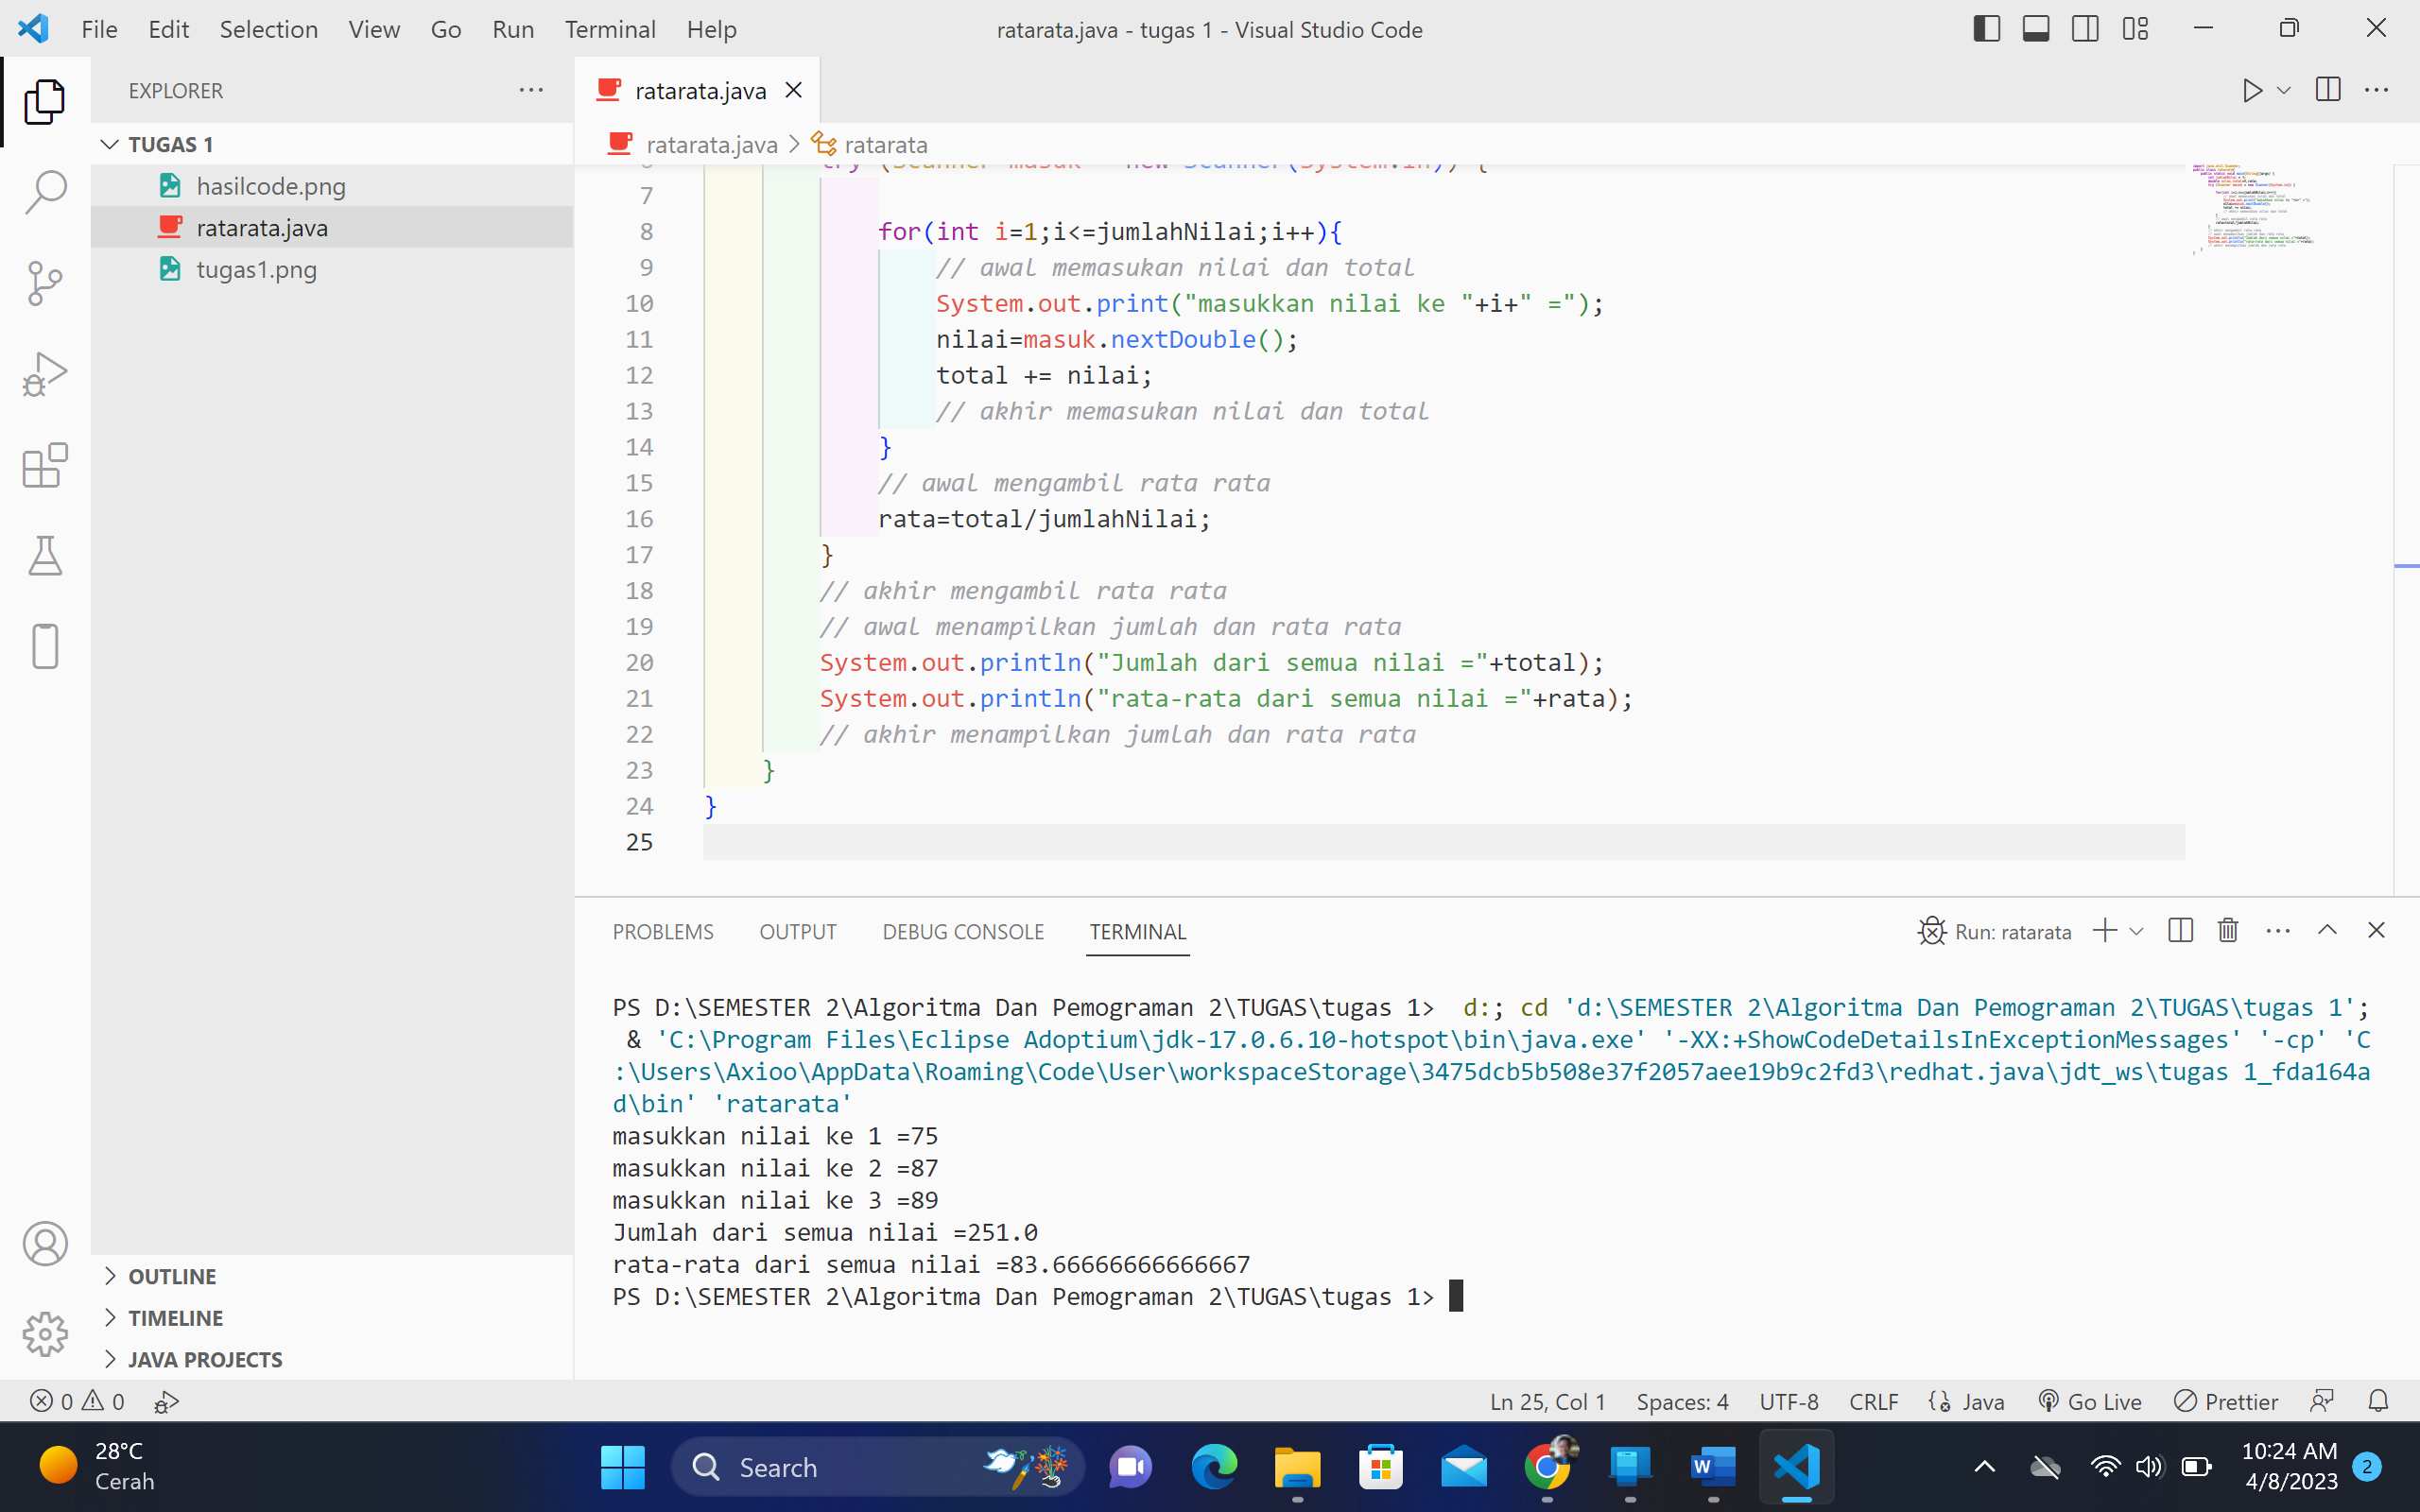 File Edit Selection View Go Run Terminal Help
ratarata.java - tugas 1 - Visual Studio Code
EXPLORER
TUGAS 1
hasilcode.png
ratarata.java
tugas1.png
OUTLINE
TIMELINE
JAVA PROJECTS
ratarata.java
ratarata.java > ratarata
try (Scanner masuk = new Scanner(System.in)) {
7
8 for(int i=1;i<=jumlahNilai;i++){
9 // awal memasukan nilai dan total
10 System.out.print("masukkan nilai ke "+i+" =");
11 nilai=masuk.nextDouble();
12 total += nilai;
13 // akhir memasukan nilai dan total
14 }
15 // awal mengambil rata rata
16 rata=total/jumlahNilai;
17 }
18 // akhir mengambil rata rata
19 // awal menampilkan jumlah dan rata rata
20 System.out.println("Jumlah dari semua nilai ="+total);
21 System.out.println("rata-rata dari semua nilai ="+rata);
22 // akhir menampilkan jumlah dan rata rata
23 }
24 }
25
PROBLEMS OUTPUT DEBUG CONSOLE TERMINAL
Run: ratarata
PS D:\SEMESTER 2\Algoritma Dan Pemograman 2\TUGAS\tugas 1>  d:; cd 'd:\SEMESTER 2\Algoritma Dan Pemograman 2\TUGAS\tugas 1';
& 'C:\Program Files\Eclipse Adoptium\jdk-17.0.6.10-hotspot\bin\java.exe' '-XX:+ShowCodeDetailsInExceptionMessages' '-cp' 'C
:\Users\Axioo\AppData\Roaming\Code\User\workspaceStorage\3475dcb5b508e37f2057aee19b9c2fd3\redhat.java\jdt_ws\tugas 1_fda164a
d\bin' 'ratarata'
masukkan nilai ke 1 =75
masukkan nilai ke 2 =87
masukkan nilai ke 3 =89
Jumlah dari semua nilai =251.0
rata-rata dari semua nilai =83.66666666666667
PS D:\SEMESTER 2\Algoritma Dan Pemograman 2\TUGAS\tugas 1>
0 0
Ln 25, Col 1 Spaces: 4 UTF-8 CRLF Java Go Live Prettier
28°C
Cerah
Search
10:24 AM
4/8/2023
2